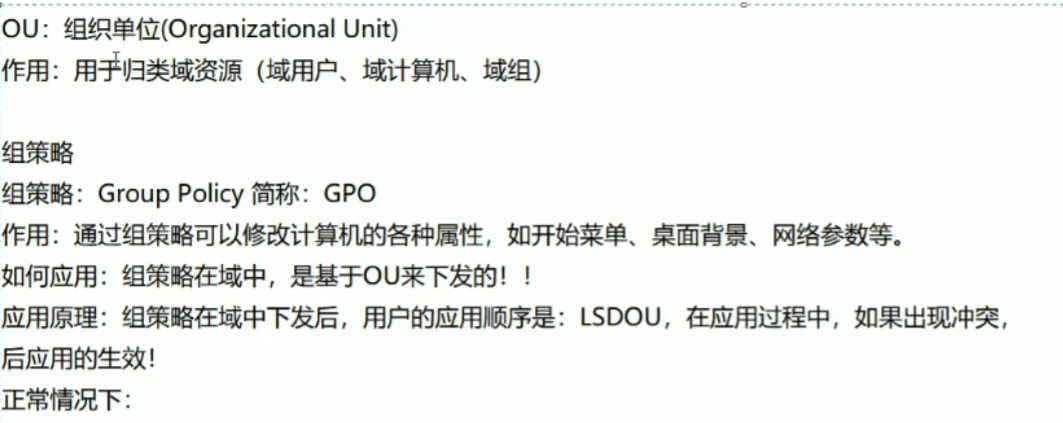 OU：组织单位(Organizational Unit)
作用：用于归类域资源（域用户、域计算机、域组）
组策略
组策略：Group Policy 简称：GPO
作用：通过组策略可以修改计算机的各种属性，如开始菜单、桌面背景、网络参数等。
如何应用：组策略在域中，是基于OU来下发的！！
应用原理：组策略在域中下发后，用户的应用顺序是：LSDOU，在应用过程中，如果出现冲突，
后应用的生效！
正常情况下：